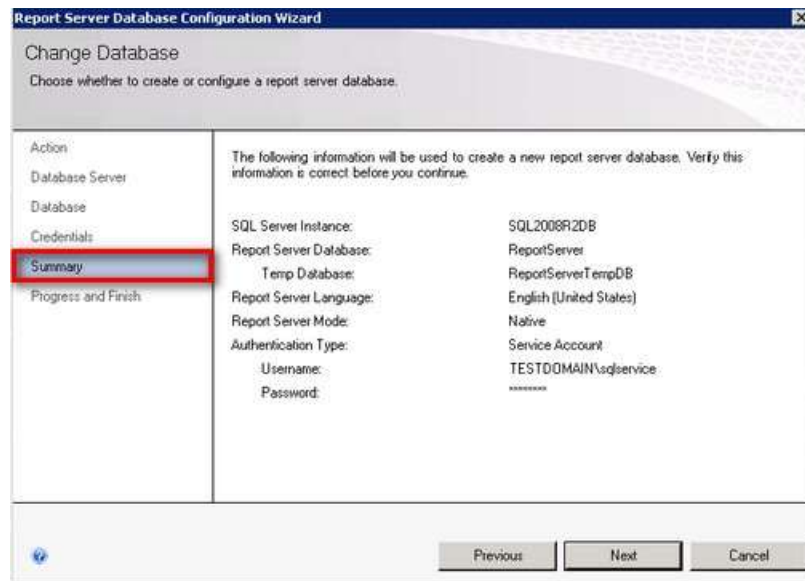 Report Server Database Configuration Wizard
Change Database
Choose whether to create or configure a report server database.
Action
Database Server
Database
Credentials
Summary
Progress and Finish
The following information will be used to create a new report server database. Verify this
information is correct before you continue.
SQL Server Instance: SQL2008R2DB
Report Server Database: ReportServer
Temp Database: ReportServerTempDB
Report Server Language: English (United States)
Report Server Mode: Native
Authentication Type: Service Account
Username: TESTDOMAIN\sqlservice
Password: ********
Previous Next Cancel